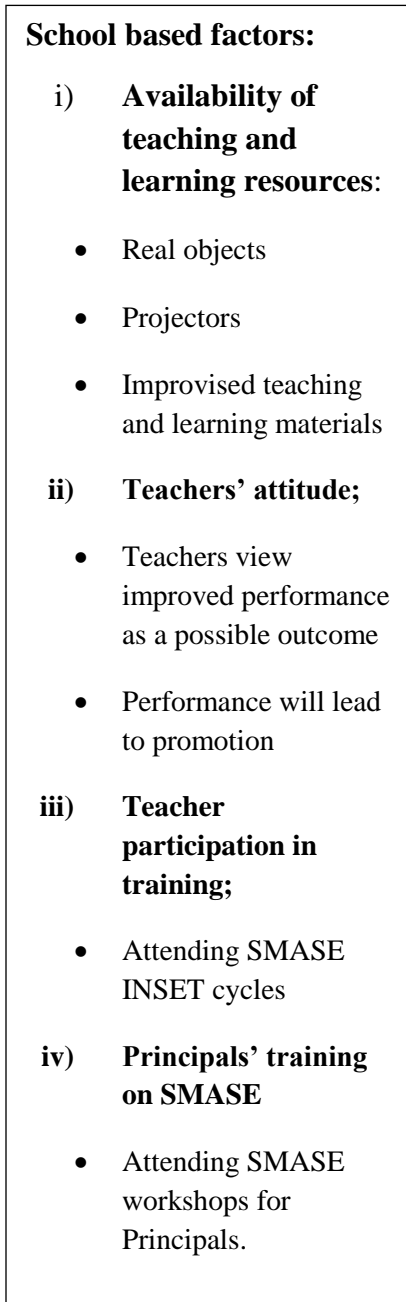 School based factors:
i) Availability of
teaching and
learning resources:
• Real objects
• Projectors
• Improvised teaching
and learning materials
ii) Teachers’ attitude;
• Teachers view
improved performance
as a possible outcome
• Performance will lead
to promotion
iii) Teacher
participation in
training;
• Attending SMASE
INSET cycles
iv) Principals’ training
on SMASE
• Attending SMASE
workshops for
Principals.